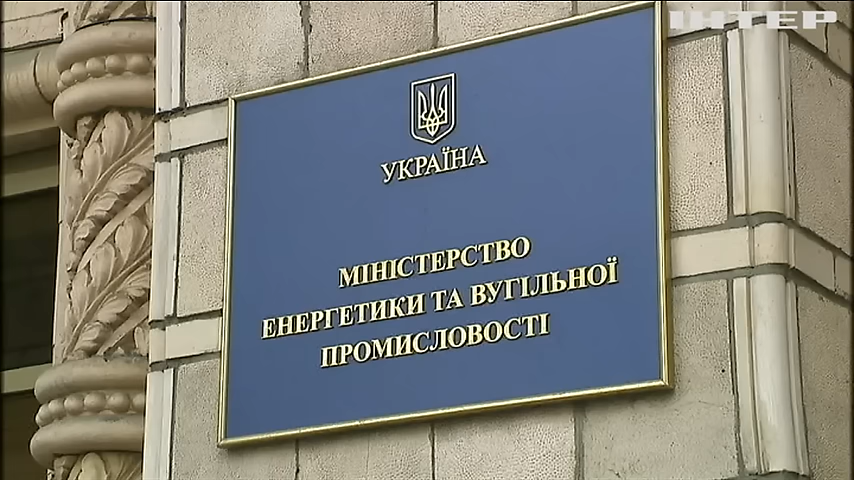 ІНТЕР
УКРАЇНА
МІНІСТЕРСТВО
ЕНЕРГЕТИКИ ТА ВУГІЛЬНОЇ
ПРОМИСЛОВОСТІ